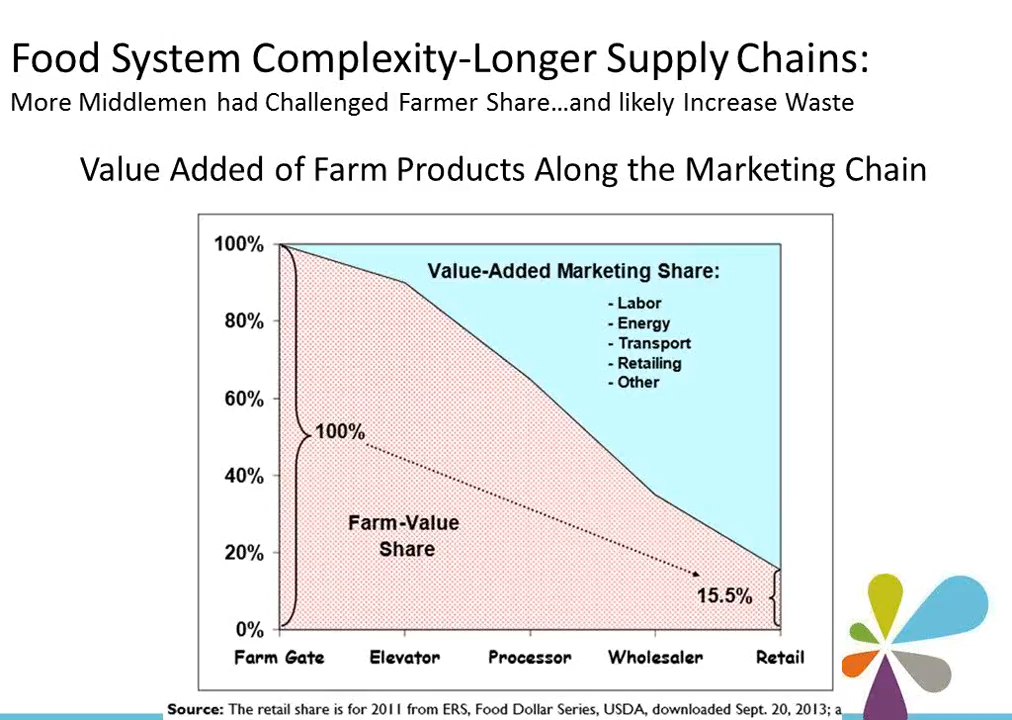 Food System Complexity-Longer Supply Chains:
More Middlemen had Challenged Farmer Share…and likely Increase Waste
Value Added of Farm Products Along the Marketing Chain
100%
Value-Added Marketing Share:
- Labor
- Energy
- Transport
- Retailing
- Other
80%
60%
100%
40%
Farm-Value
Share
20%
15.5%
0%
Farm Gate Elevator Processor Wholesaler Retail
Source: The retail share is for 2011 from ERS, Food Dollar Series, USDA, downloaded Sept. 20, 2013; a